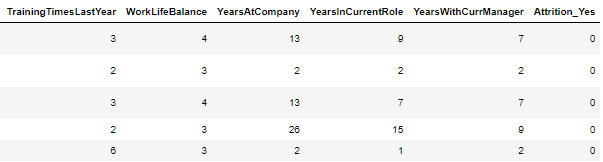 TrainingTimesLastYear WorkLifeBalance YearsAtCompany YearsInCurrentRole YearsWithCurrManager Attrition_Yes
3 4 13 9 7 0
2 3 2 2 2 0
3 4 13 7 7 0
2 3 26 15 9 0
6 3 2 1 2 0